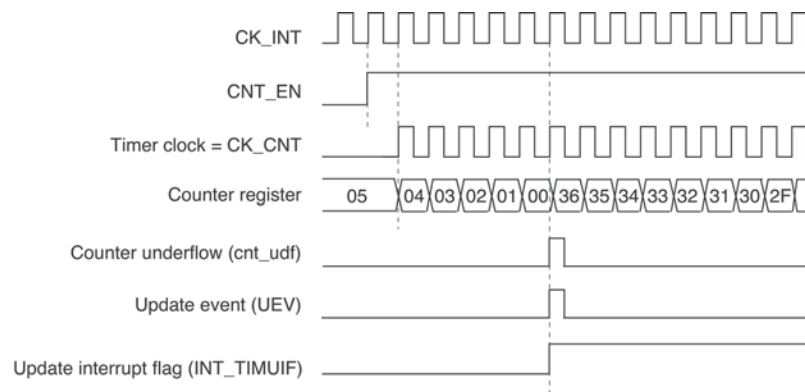 CK_INT
CNT_EN
Timer clock = CK_CNT
Counter register 05 04 03 02 01 00 36 35 34 33 32 31 30 2F
Counter underflow (cnt_udf)
Update event (UEV)
Update interrupt flag (INT_TIMUIF)